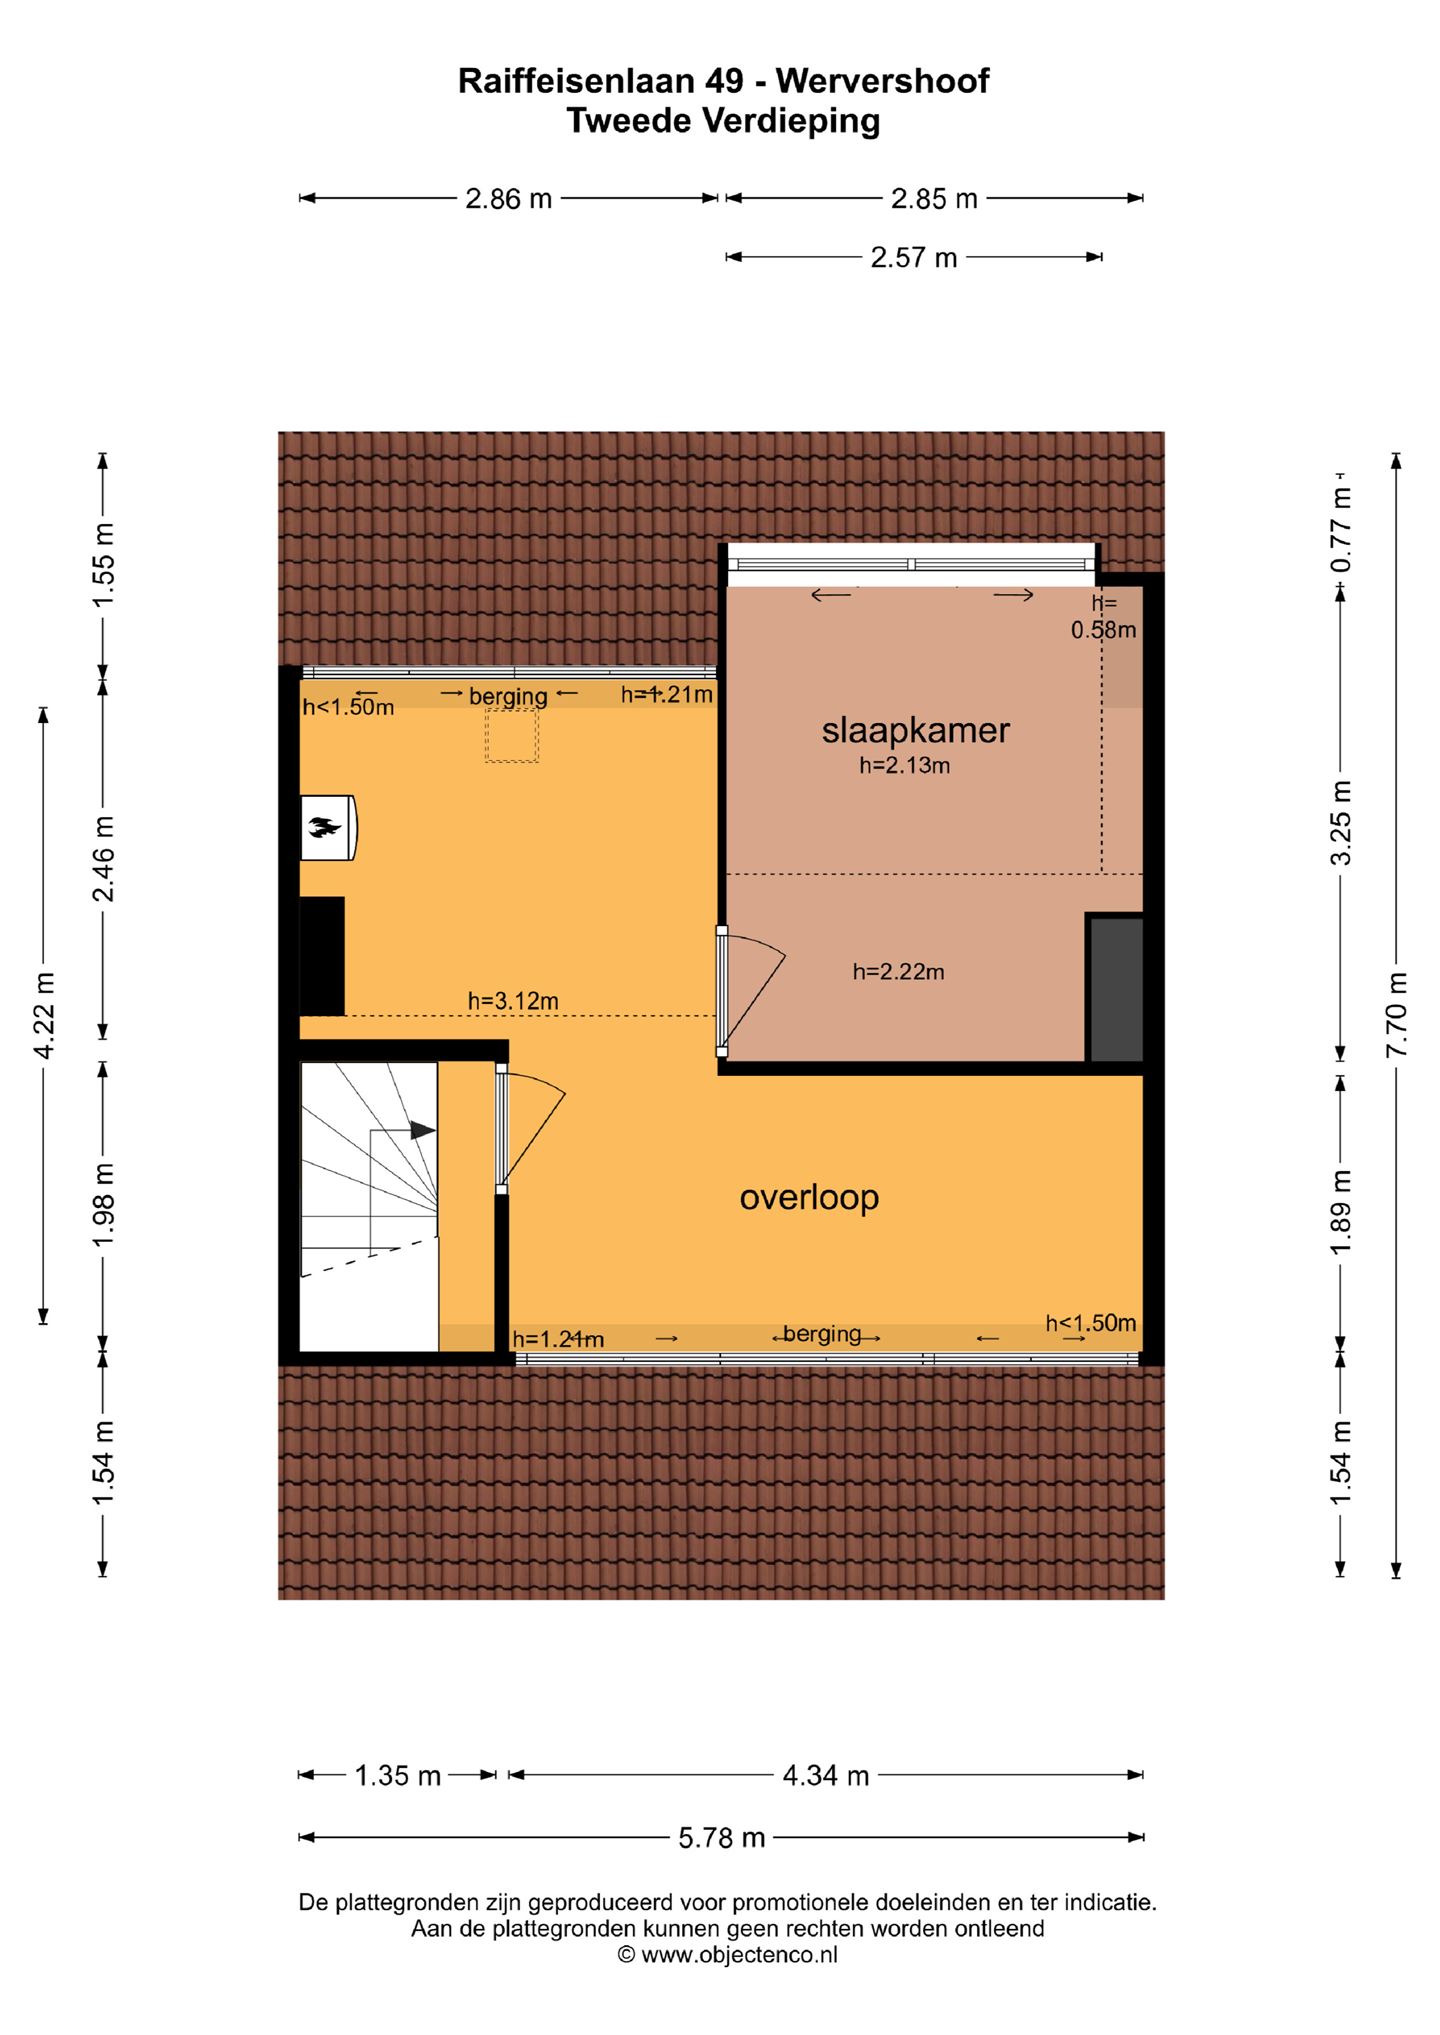 Raiffeisenlaan 49 - Wervershoof
Tweede Verdieping
2.86 m
2.85 m
2.57 m
1.55 m
0.77 m
h=
0.58m
berging
h=1.21m
h<1.50m
slaapkamer
h=2.13m
2.46 m
3.25 m
h=2.22m
h=3.12m
4.22 m
7.70 m
1.98 m
overloop
1.89 m
h<1.50m
berging
h=1.21m
1.54 m
1.54 m
1.35 m
4.34 m
5.78 m
De plattegronden zijn geproduceerd voor promotionele doeleinden en ter indicatie.
Aan de plattegronden kunnen geen rechten worden ontleend
© www.objectenco.nl